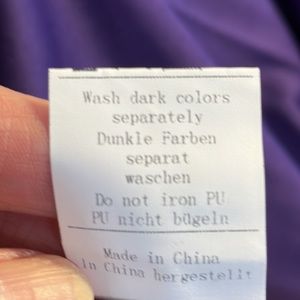 Wash dark colors
separately
Dunkle Farben
separat
waschen
Do not iron PU
PU nicht bügeln
Made in China
in China hergestellt